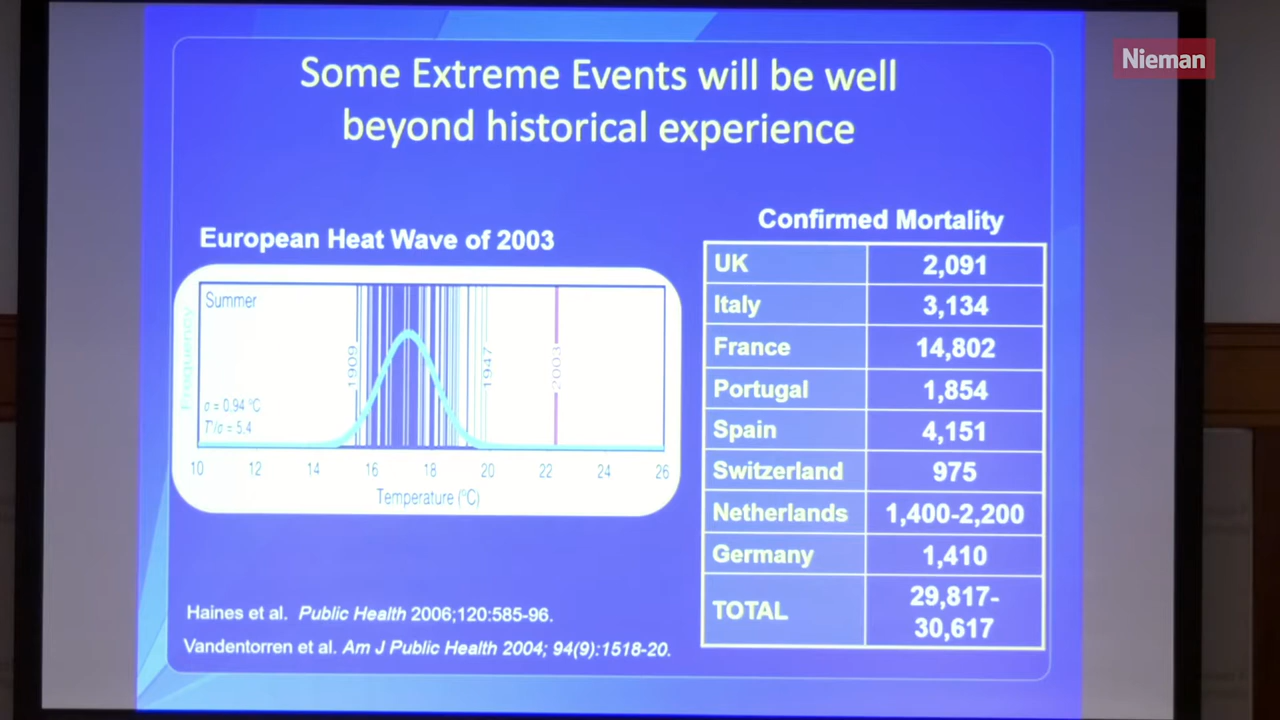 Nieman
Some Extreme Events will be well
beyond historical experience
European Heat Wave of 2003
Frequency
Summer
1909
1947
2003
σ = 0.94 ºC
T'/σ = 5.4
10 12 14 16 18 20 22 24 26
Temperature (ºC)
Haines et al. Public Health 2006;120:585-96.
Vandentorren et al. Am J Public Health 2004; 94(9):1518-20.
Confirmed Mortality
UK 2,091
Italy 3,134
France 14,802
Portugal 1,854
Spain 4,151
Switzerland 975
Netherlands 1,400-2,200
Germany 1,410
TOTAL 29,817-
30,617